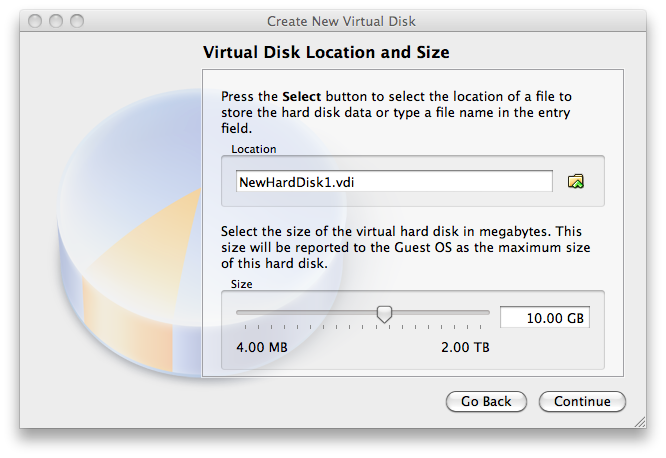 Create New Virtual Disk
Virtual Disk Location and Size
Press the Select button to select the location of a file to
store the hard disk data or type a file name in the entry
field.
Location
NewHardDisk1.vdi
Select the size of the virtual hard disk in megabytes. This
size will be reported to the Guest OS as the maximum size
of this hard disk.
Size
10.00 GB
4.00 MB
2.00 TB
Go Back
Continue